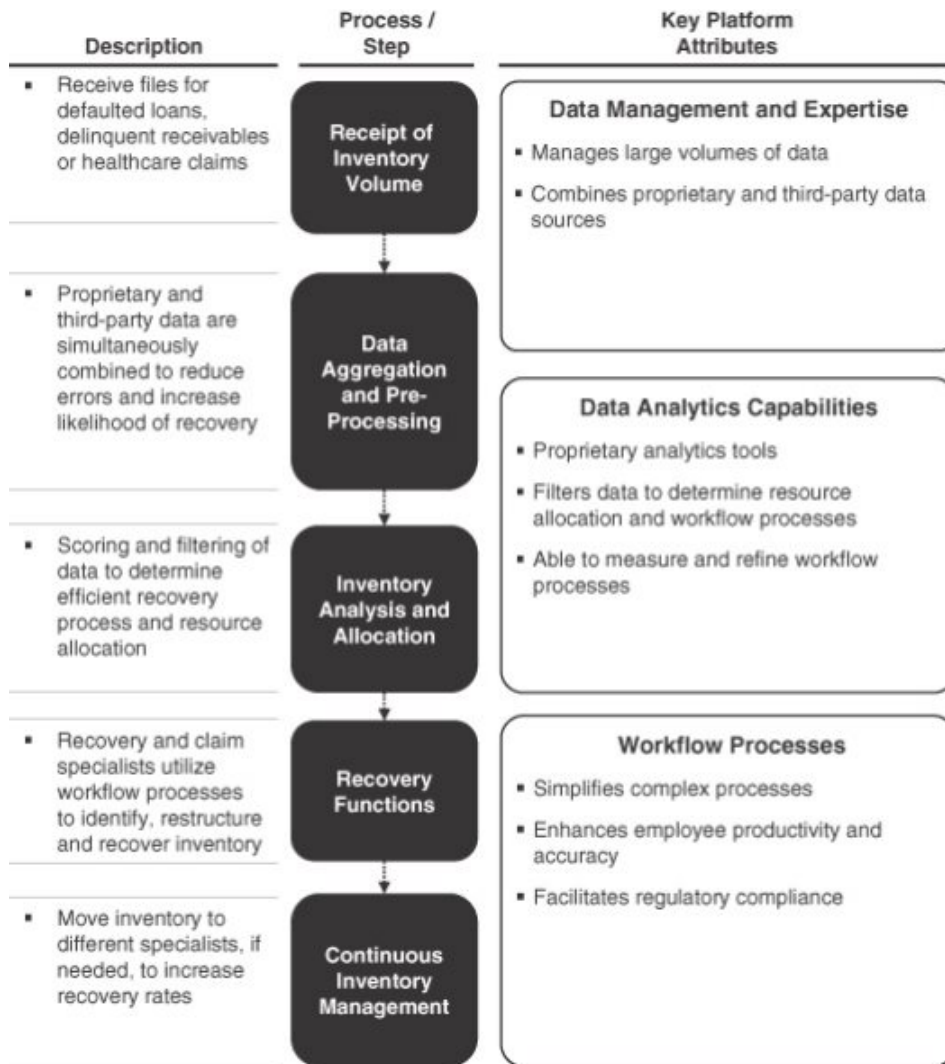 Description
Process /
Step
Key Platform
Attributes
▪ Receive files for
defaulted loans,
delinquent receivables
or healthcare claims
Receipt of
Inventory
Volume
Data Management and Expertise
▪ Manages large volumes of data
▪ Combines proprietary and third-party data
sources
▪ Proprietary and
third-party data are
simultaneously
combined to reduce
errors and increase
likelihood of recovery
Data
Aggregation
and Pre-
Processing
Data Analytics Capabilities
▪ Proprietary analytics tools
▪ Filters data to determine resource
allocation and workflow processes
▪ Able to measure and refine workflow
processes
▪ Scoring and filtering of
data to determine
efficient recovery
process and resource
allocation
Inventory
Analysis and
Allocation
▪ Recovery and claim
specialists utilize
workflow processes
to identify, restructure
and recover inventory
Recovery
Functions
Workflow Processes
▪ Simplifies complex processes
▪ Enhances employee productivity and
accuracy
▪ Facilitates regulatory compliance
▪ Move inventory to
different specialists, if
needed, to increase
recovery rates
Continuous
Inventory
Management